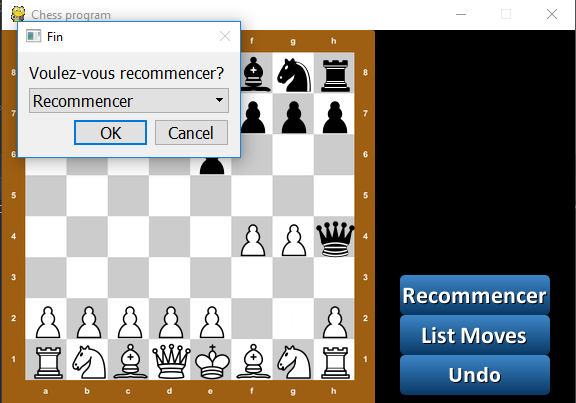 Chess program
Fin
Voulez-vous recommencer?
Recommencer
OK Cancel
f g h
8 8
7 7
6 6
5 5
4 4
3 3
2 2
1 1
a b c d e f g h
Recommencer
List Moves
Undo